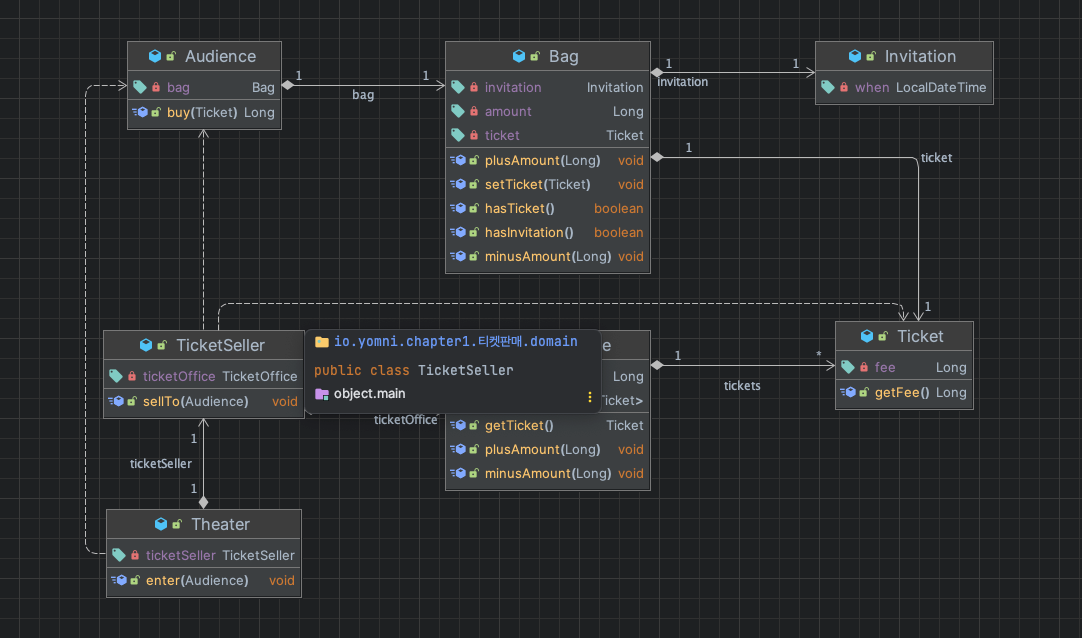 Audience
bag Bag
buy(Ticket) Long
1
1
bag
Bag
invitation Invitation
amount Long
ticket Ticket
plusAmount(Long) void
setTicket(Ticket) void
hasTicket() boolean
hasInvitation() boolean
minusAmount(Long) void
1
1
invitation
Invitation
when LocalDateTime
1
ticket
1
TicketSeller
ticketOffice TicketOffice
sellTo(Audience) void
io.yomni.chapter1.티켓판매.domain
public class TicketSeller
object.main
e
Long
Ticket>
getTicket() Ticket
plusAmount(Long) void
minusAmount(Long) void
ticketOffice
1
*
tickets
Ticket
fee Long
getFee() Long
1
ticketSeller
1
Theater
ticketSeller TicketSeller
enter(Audience) void